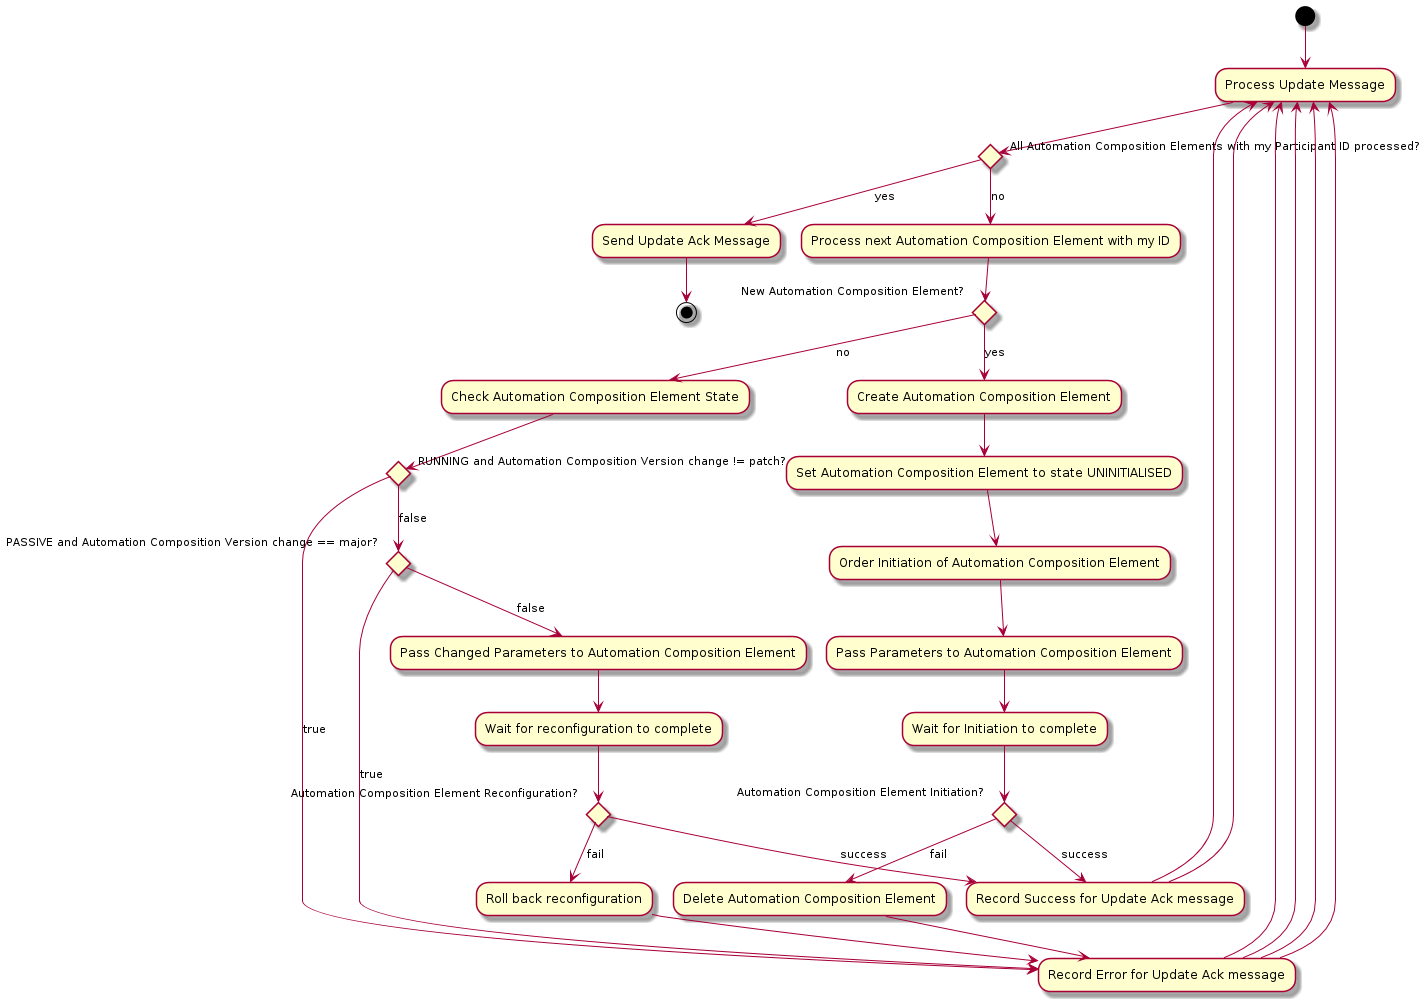 Process Update Message
All Automation Composition Elements with my Participant ID processed?
yes
no
Send Update Ack Message
Process next Automation Composition Element with my ID
New Automation Composition Element?
no
yes
Check Automation Composition Element State
Create Automation Composition Element
RUNNING and Automation Composition Version change != patch?
Set Automation Composition Element to state UNINITIALISED
false
PASSIVE and Automation Composition Version change == major?
Order Initiation of Automation Composition Element
false
Pass Changed Parameters to Automation Composition Element
Pass Parameters to Automation Composition Element
true
Wait for reconfiguration to complete
Wait for Initiation to complete
true
Automation Composition Element Reconfiguration?
Automation Composition Element Initiation?
fail
success
fail
success
Roll back reconfiguration
Delete Automation Composition Element
Record Success for Update Ack message
Record Error for Update Ack message